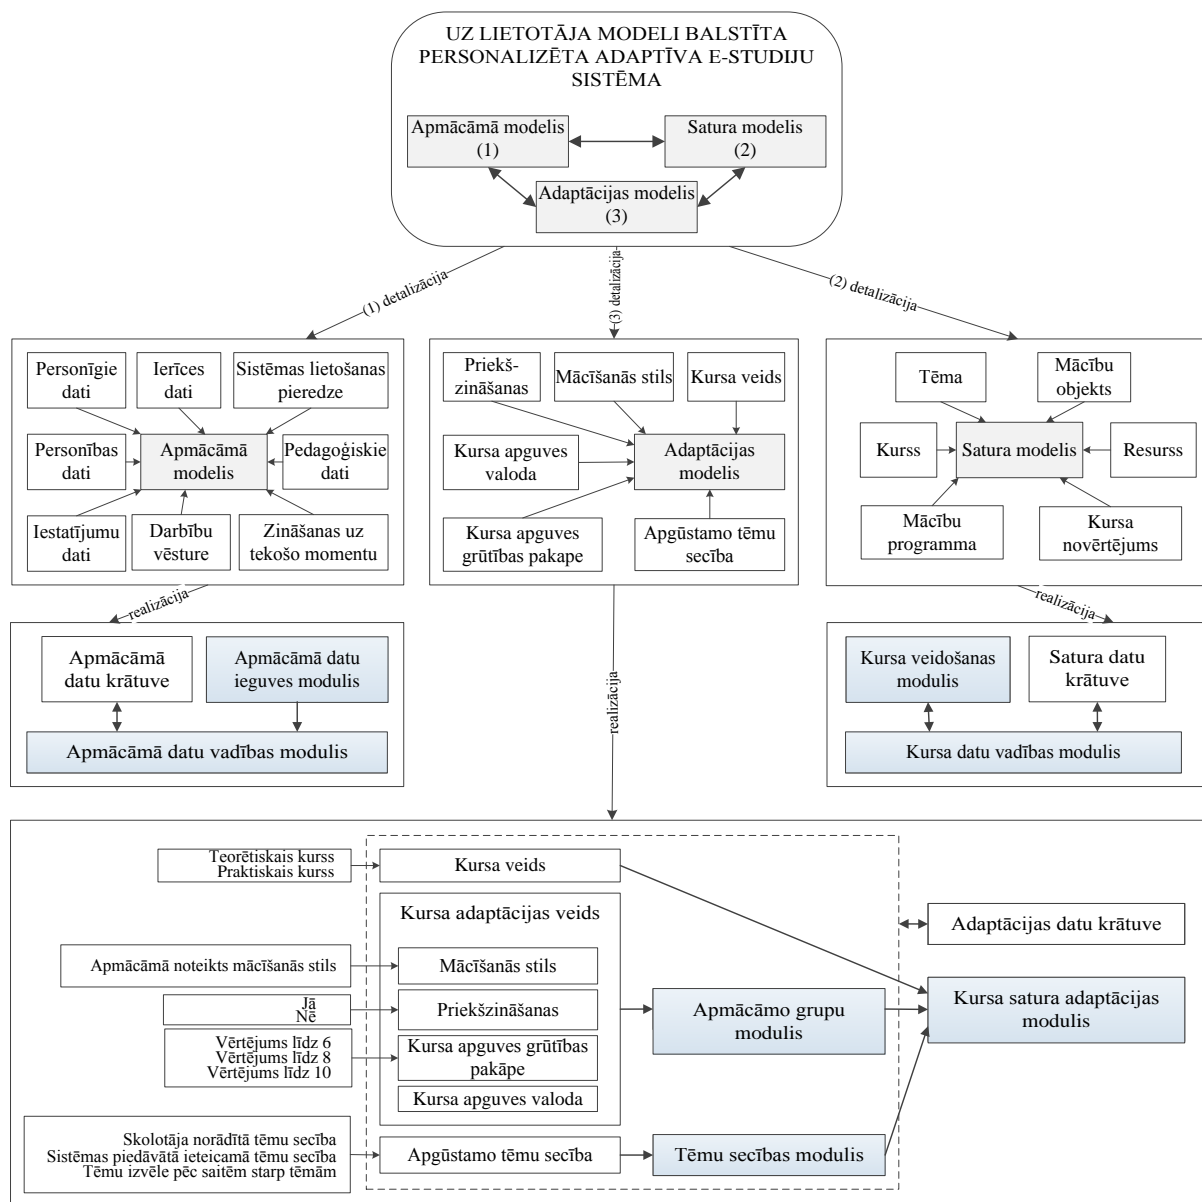 UZ LIETOTĀJA MODELI BALSTĪTA
PERSONALIZĒTA ADAPTĪVA E-STUDIJU
SISTĒMA
Apmācāmā modelis
(1)
Satura modelis
(2)
Adaptācijas modelis
(3)
(1) detalizācija
(3) detalizācija
(2) detalizācija
Personīgie
dati
Ierīces
dati
Sistēmas lietošanas
pieredze
Personības
dati
Apmācāmā
modelis
Pedagoģiskie
dati
Iestatījumu
dati
Darbību
vēsture
Zināšanas uz
tekošo momentu
Priekš-
zināšanas
Mācīšanās stils
Kursa veids
Kursa apguves
valoda
Adaptācijas
modelis
Kursa apguves
grūtības pakape
Apgūstamo tēmu
secība
Tēma
Mācību
objekts
Kurss
Satura modelis
Resurss
Mācību
programma
Kursa
novērtējums
realizācija
realizācija
realizācija
Apmācāmā
datu krātuve
Apmācāmā datu
ieguves modulis
Apmācāmā datu vadības modulis
Kursa veidošanas
modulis
Satura datu
krātuve
Kursa datu vadības modulis
Teorētiskais kurss
Praktiskais kurss
Kursa veids
Kursa adaptācijas veids
Adaptācijas datu krātuve
Apmācāmā noteikts mācīšanās stils
Mācīšanās stils
Jā
Nē
Priekšzināšanas
Apmācāmo grupu
modulis
Kursa satura adaptācijas
modulis
Vērtējums līdz 6
Vērtējums līdz 8
Vērtējums līdz 10
Kursa apguves grūtības
pakāpe
Kursa apguves valoda
Skolotāja norādītā tēmu secība
Sistēmas piedāvātā ieteicamā tēmu secība
Tēmu izvēle pēc saitēm starp tēmām
Apgūstamo tēmu secība
Tēmu secības modulis